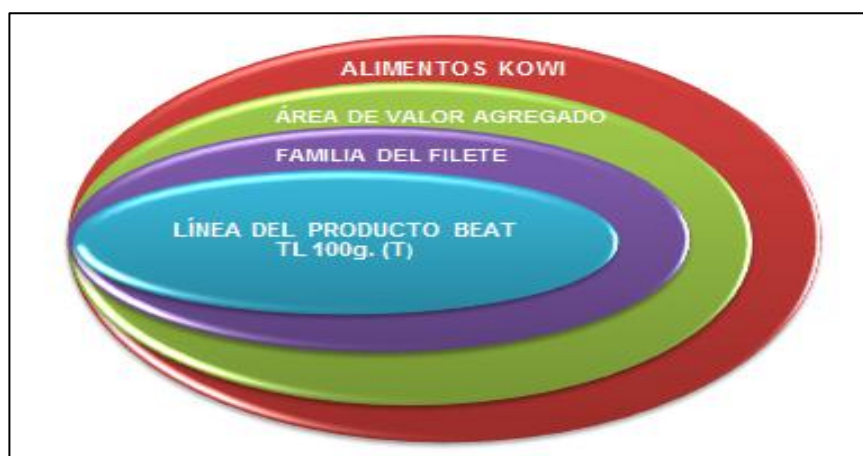 ALIMENTOS KOWI
ÁREA DE VALOR AGREGADO
FAMILIA DEL FILETE
LÍNEA DEL PRODUCTO BEAT
TL 100g. (T)